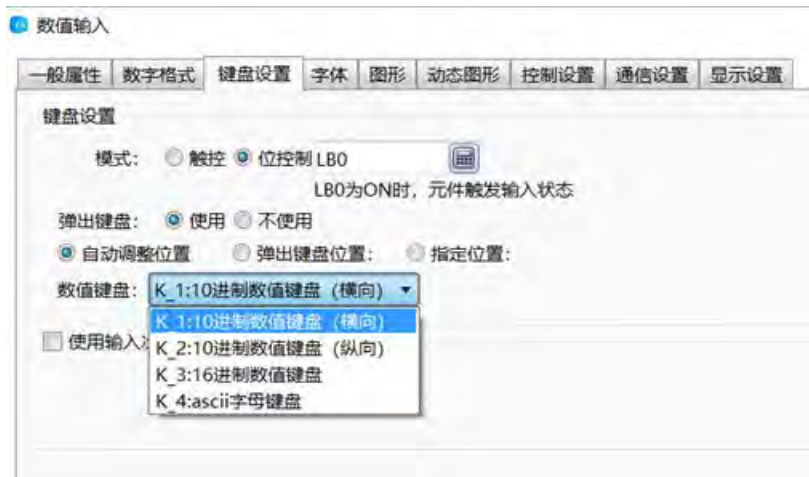 数值输入
一般属性 数字格式 键盘设置 字体 图形 动态图形 控制设置 通信设置 显示设置
键盘设置
模式: 触控 位控制 LB0
LB0为ON时，元件触发输入状态
弹出键盘: 使用 不使用
自动调整位置 弹出键盘位置: 指定位置:
数值键盘: K_1:10进制数值键盘（横向）
K_1:10进制数值键盘（横向）
使用输入
K_2:10进制数值键盘（纵向）
K_3:16进制数值键盘
K_4:ascii字母键盘